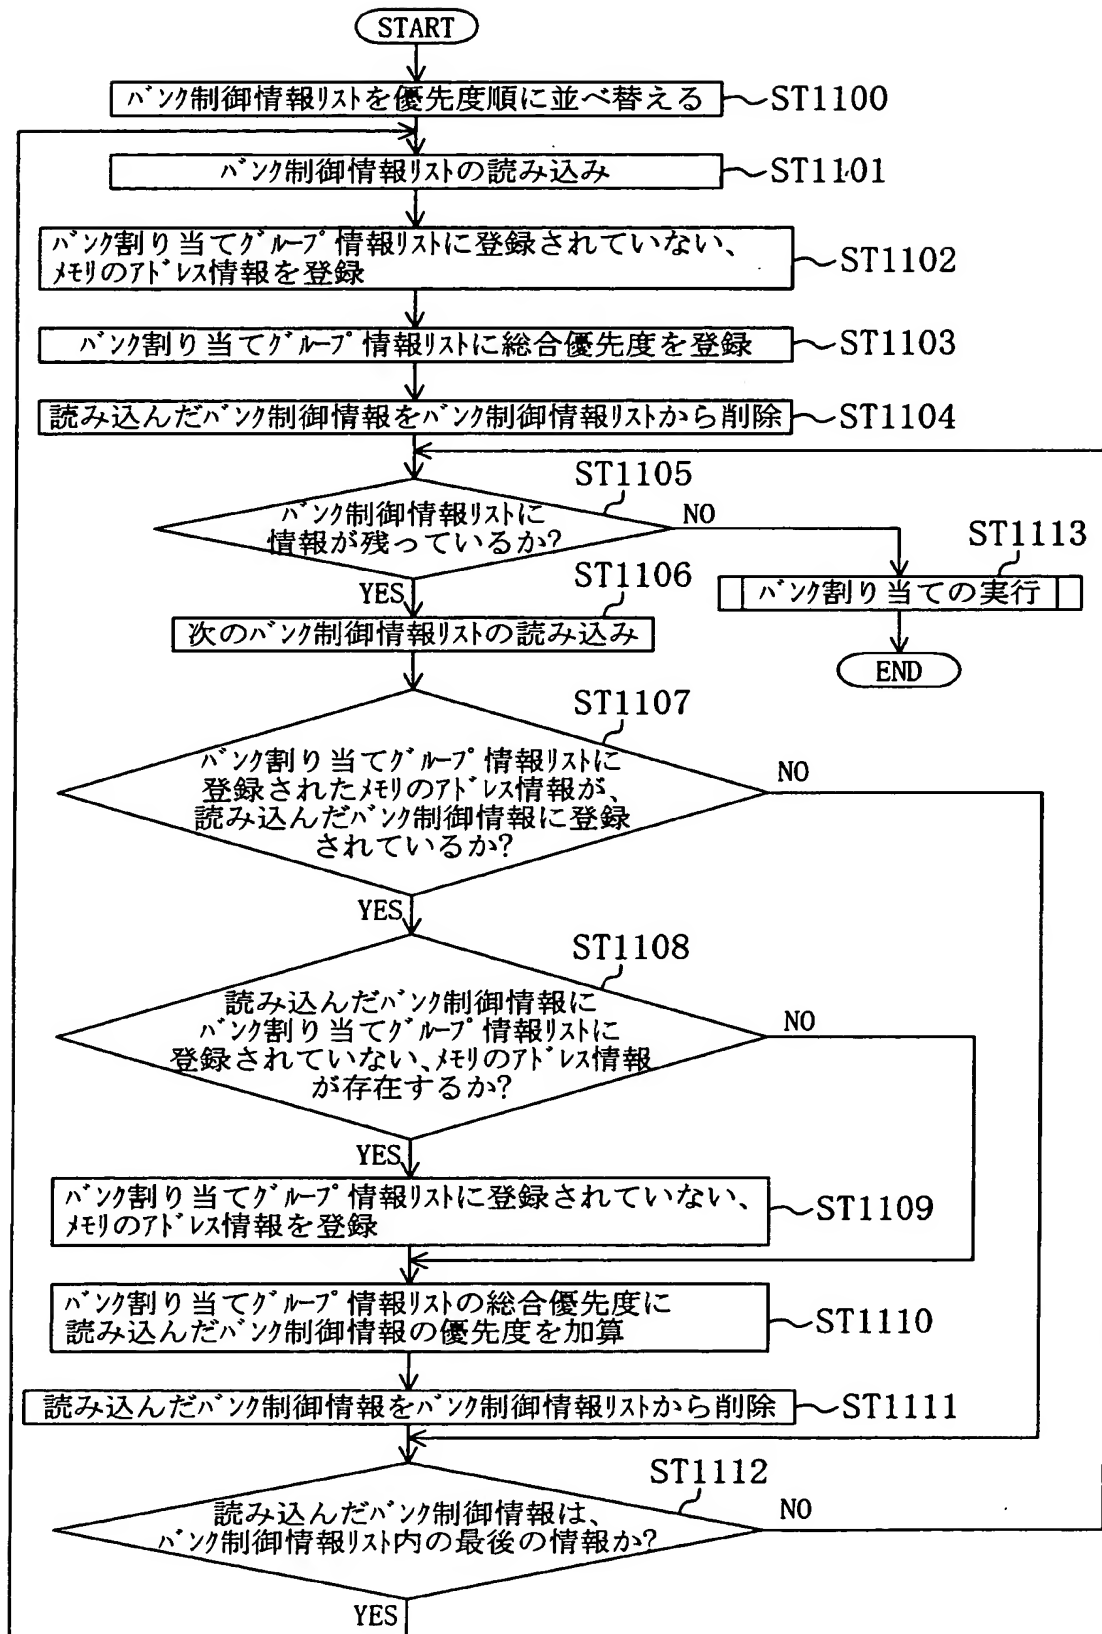 START
バンク制御情報リストを優先度順に並べ替える
ST1100
バンク制御情報リストの読み込み
ST1101
バンク割り当てグループ情報リストに登録されていない、
メモリのアドレス情報を登録
ST1102
バンク割り当てグループ情報リストに総合優先度を登録
ST1103
読み込んだバンク制御情報をバンク制御情報リストから削除
ST1104
ST1105
バンク制御情報リストに
情報が残っているか?
NO
YES
ST1113
バンク割り当ての実行
END
ST1106
次のバンク制御情報リストの読み込み
ST1107
バンク割り当てグループ情報リストに
登録されたメモリのアドレス情報が、
読み込んだバンク制御情報に登録
されているか?
NO
YES
ST1108
読み込んだバンク制御情報に
バンク割り当てグループ情報リストに
登録されていない、メモリのアドレス情報
が存在するか?
NO
YES
バンク割り当てグループ情報リストに登録されていない、
メモリのアドレス情報を登録
ST1109
バンク割り当てグループ情報リストの総合優先度に
読み込んだバンク制御情報の優先度を加算
ST1110
読み込んだバンク制御情報をバンク制御情報リストから削除
ST1111
ST1112
読み込んだバンク制御情報は、
バンク制御情報リスト内の最後の情報か?
NO
YES